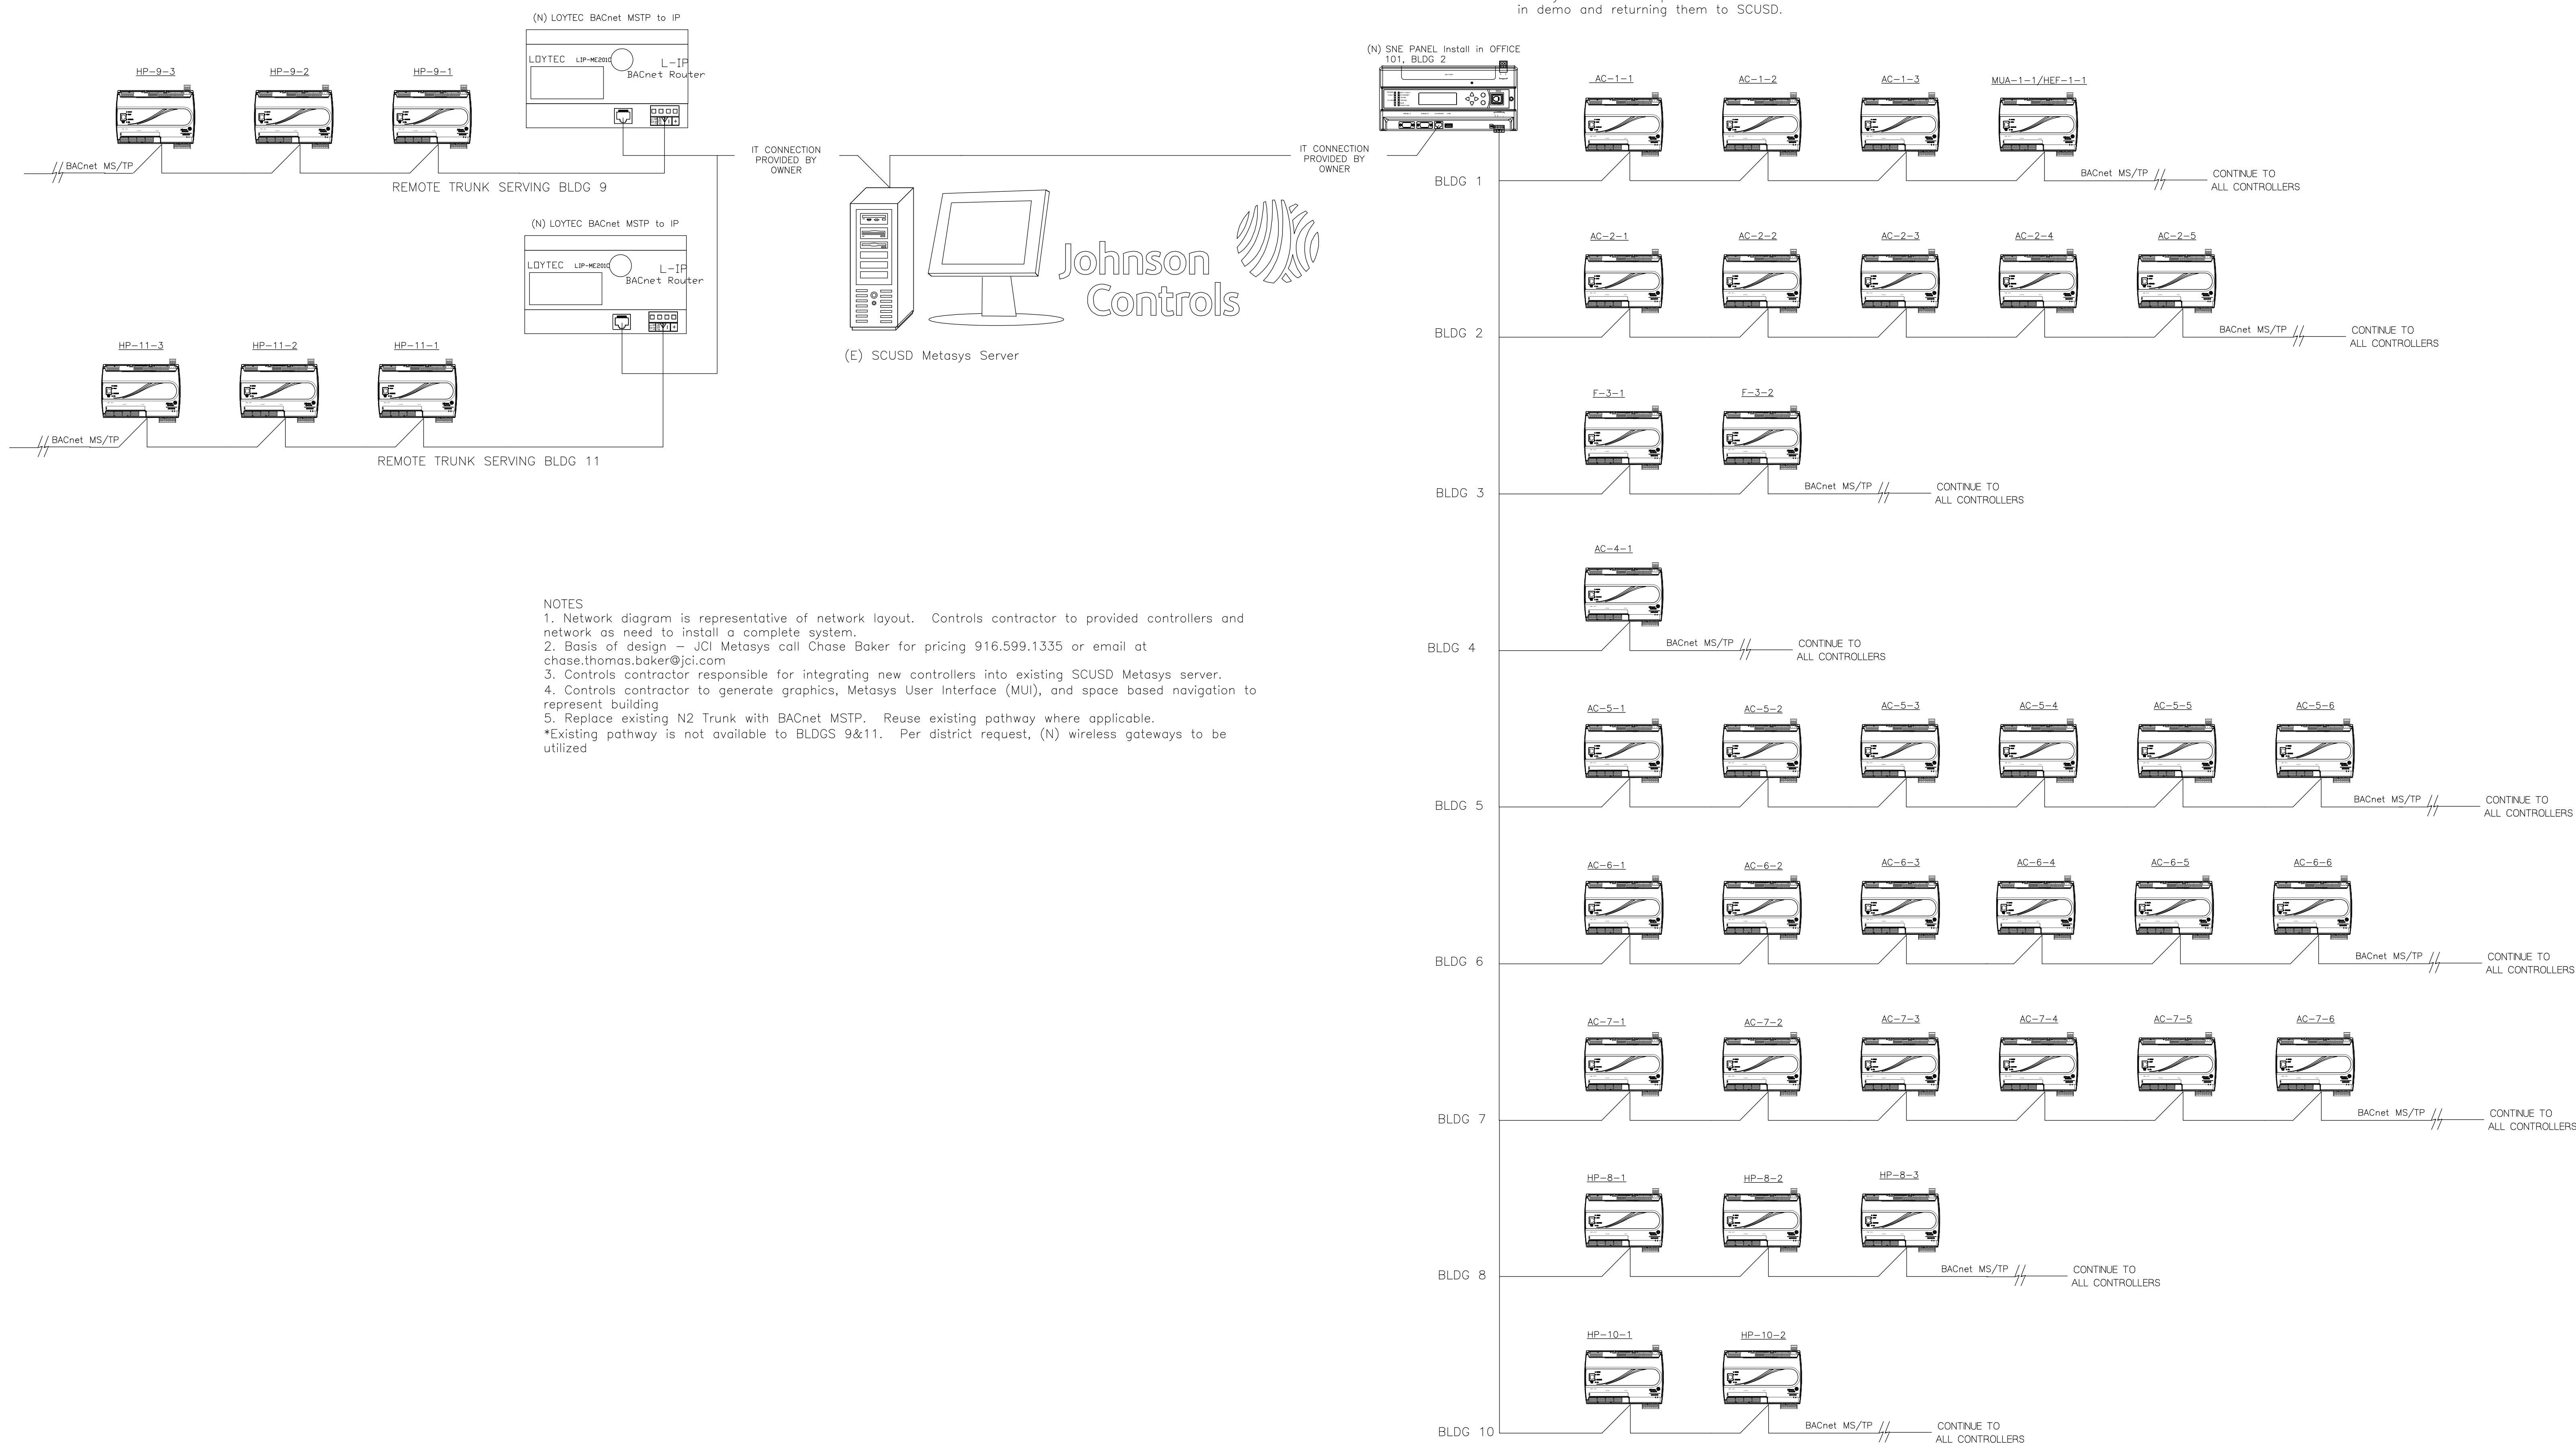 in demo and returning them to SCUSD.
(N) LOYTEC BACnet MSTP to IP
LOYTEC LIP-ME201C
L-IP
BACnet Router
HP-9-3
HP-9-2
HP-9-1
BACnet MS/TP
REMOTE TRUNK SERVING BLDG 9
IT CONNECTION
PROVIDED BY
OWNER
(N) LOYTEC BACnet MSTP to IP
LOYTEC LIP-ME201C
L-IP
BACnet Router
HP-11-3
HP-11-2
HP-11-1
BACnet MS/TP
REMOTE TRUNK SERVING BLDG 11
Johnson
Controls
(E) SCUSD Metasys Server
IT CONNECTION
PROVIDED BY
OWNER
(N) SNE PANEL Install in OFFICE
101, BLDG 2
NOTES
1. Network diagram is representative of network layout. Controls contractor to provided controllers and
network as need to install a complete system.
2. Basis of design - JCI Metasys call Chase Baker for pricing 916.599.1335 or email at
chase.thomas.baker@jci.com
3. Controls contractor responsible for integrating new controllers into existing SCUSD Metasys server.
4. Controls contractor to generate graphics, Metasys User Interface (MUI), and space based navigation to
represent building
5. Replace existing N2 Trunk with BACnet MSTP. Reuse existing pathway where applicable.
*Existing pathway is not available to BLDGS 9&11. Per district request, (N) wireless gateways to be
utilized
AC-1-1
AC-1-2
AC-1-3
MUA-1-1/HEF-1-1
BLDG 1
BACnet MS/TP
CONTINUE TO
ALL CONTROLLERS
AC-2-1
AC-2-2
AC-2-3
AC-2-4
AC-2-5
BLDG 2
BACnet MS/TP
CONTINUE TO
ALL CONTROLLERS
F-3-1
F-3-2
BLDG 3
BACnet MS/TP
CONTINUE TO
ALL CONTROLLERS
AC-4-1
BLDG 4
BACnet MS/TP
CONTINUE TO
ALL CONTROLLERS
AC-5-1
AC-5-2
AC-5-3
AC-5-4
AC-5-5
AC-5-6
BLDG 5
BACnet MS/TP
CONTINUE TO
ALL CONTROLLERS
AC-6-1
AC-6-2
AC-6-3
AC-6-4
AC-6-5
AC-6-6
BLDG 6
BACnet MS/TP
CONTINUE TO
ALL CONTROLLERS
AC-7-1
AC-7-2
AC-7-3
AC-7-4
AC-7-5
AC-7-6
BLDG 7
BACnet MS/TP
CONTINUE TO
ALL CONTROLLERS
HP-8-1
HP-8-2
HP-8-3
BLDG 8
BACnet MS/TP
CONTINUE TO
ALL CONTROLLERS
HP-10-1
HP-10-2
BLDG 10
BACnet MS/TP
CONTINUE TO
ALL CONTROLLERS